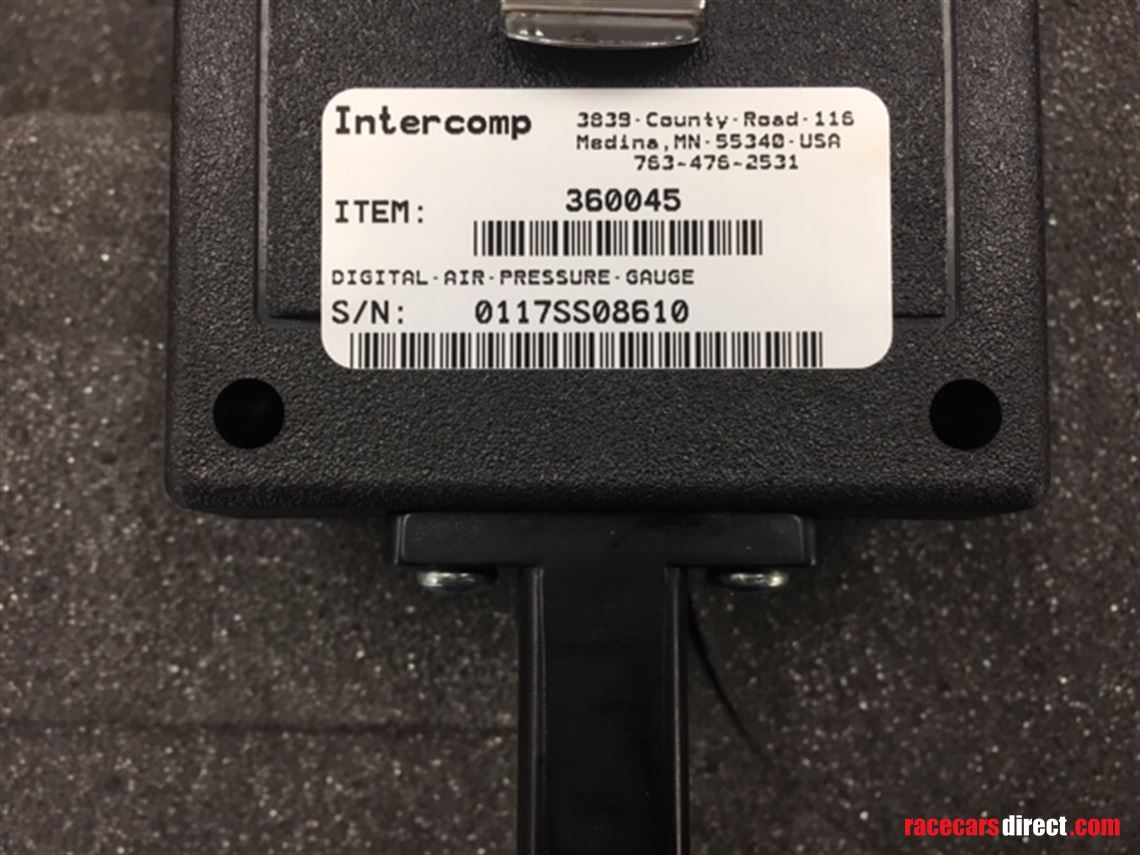 Intercomp
3839-County-Road-116
Medina,MN-55340-USA
763-476-2531
ITEM: 360045
DIGITAL-AIR-PRESSURE-GAUGE
S/N: 0117SS08610
racecarsdirect.com